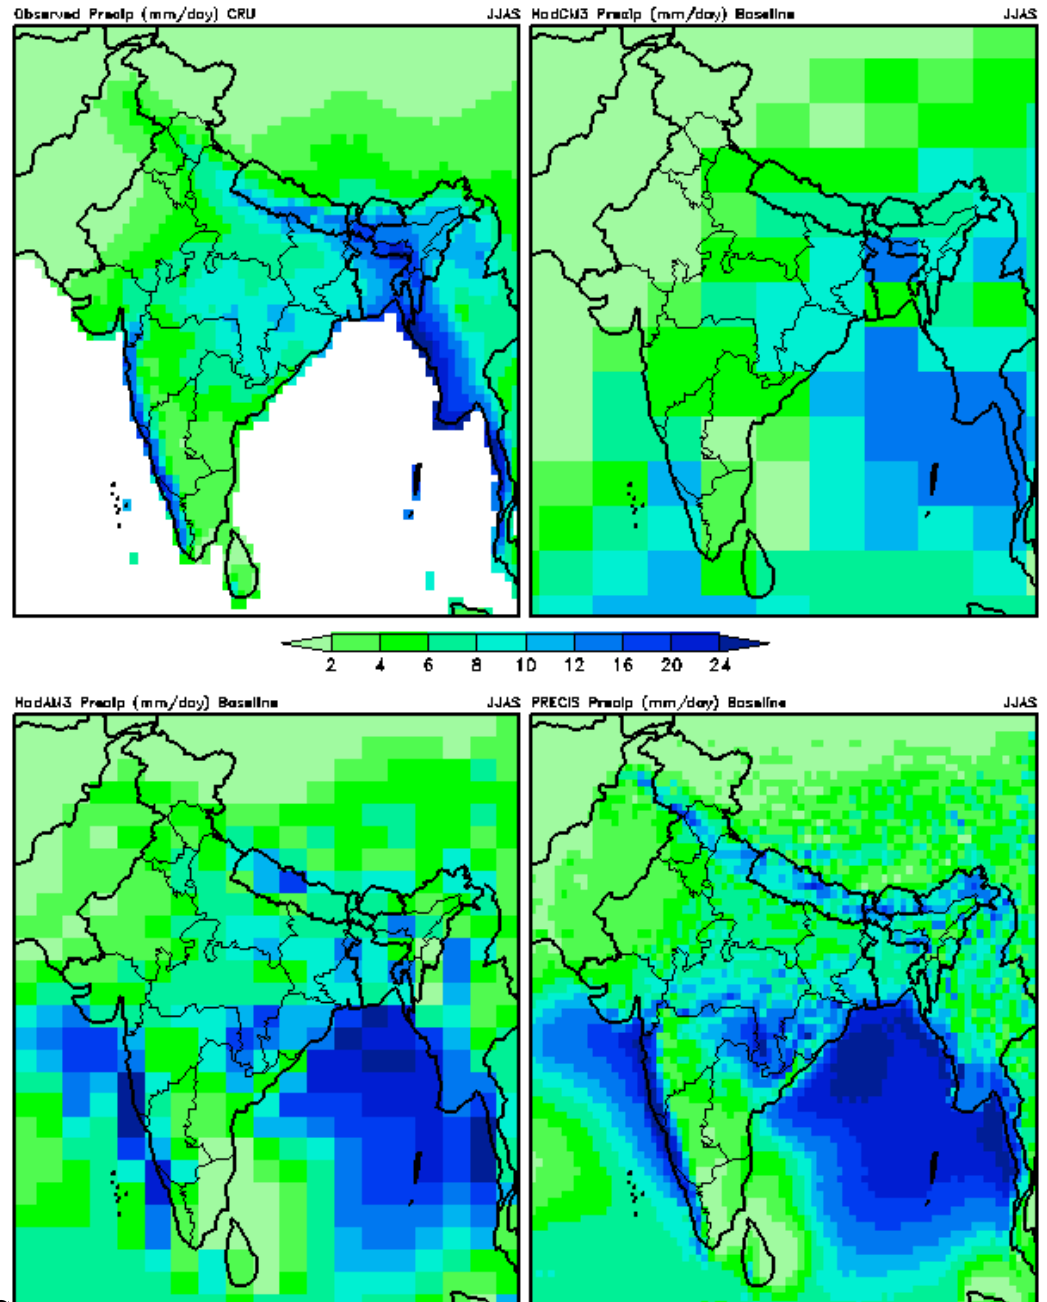 Observed Precip (mm/day) CRU JJAS
HadCM3 Precip (mm/day) Baseline JJAS
2 4 6 8 10 12 16 20 24
HadAM3 Precip (mm/day) Baseline JJAS
PRECIS Precip (mm/day) Baseline JJAS